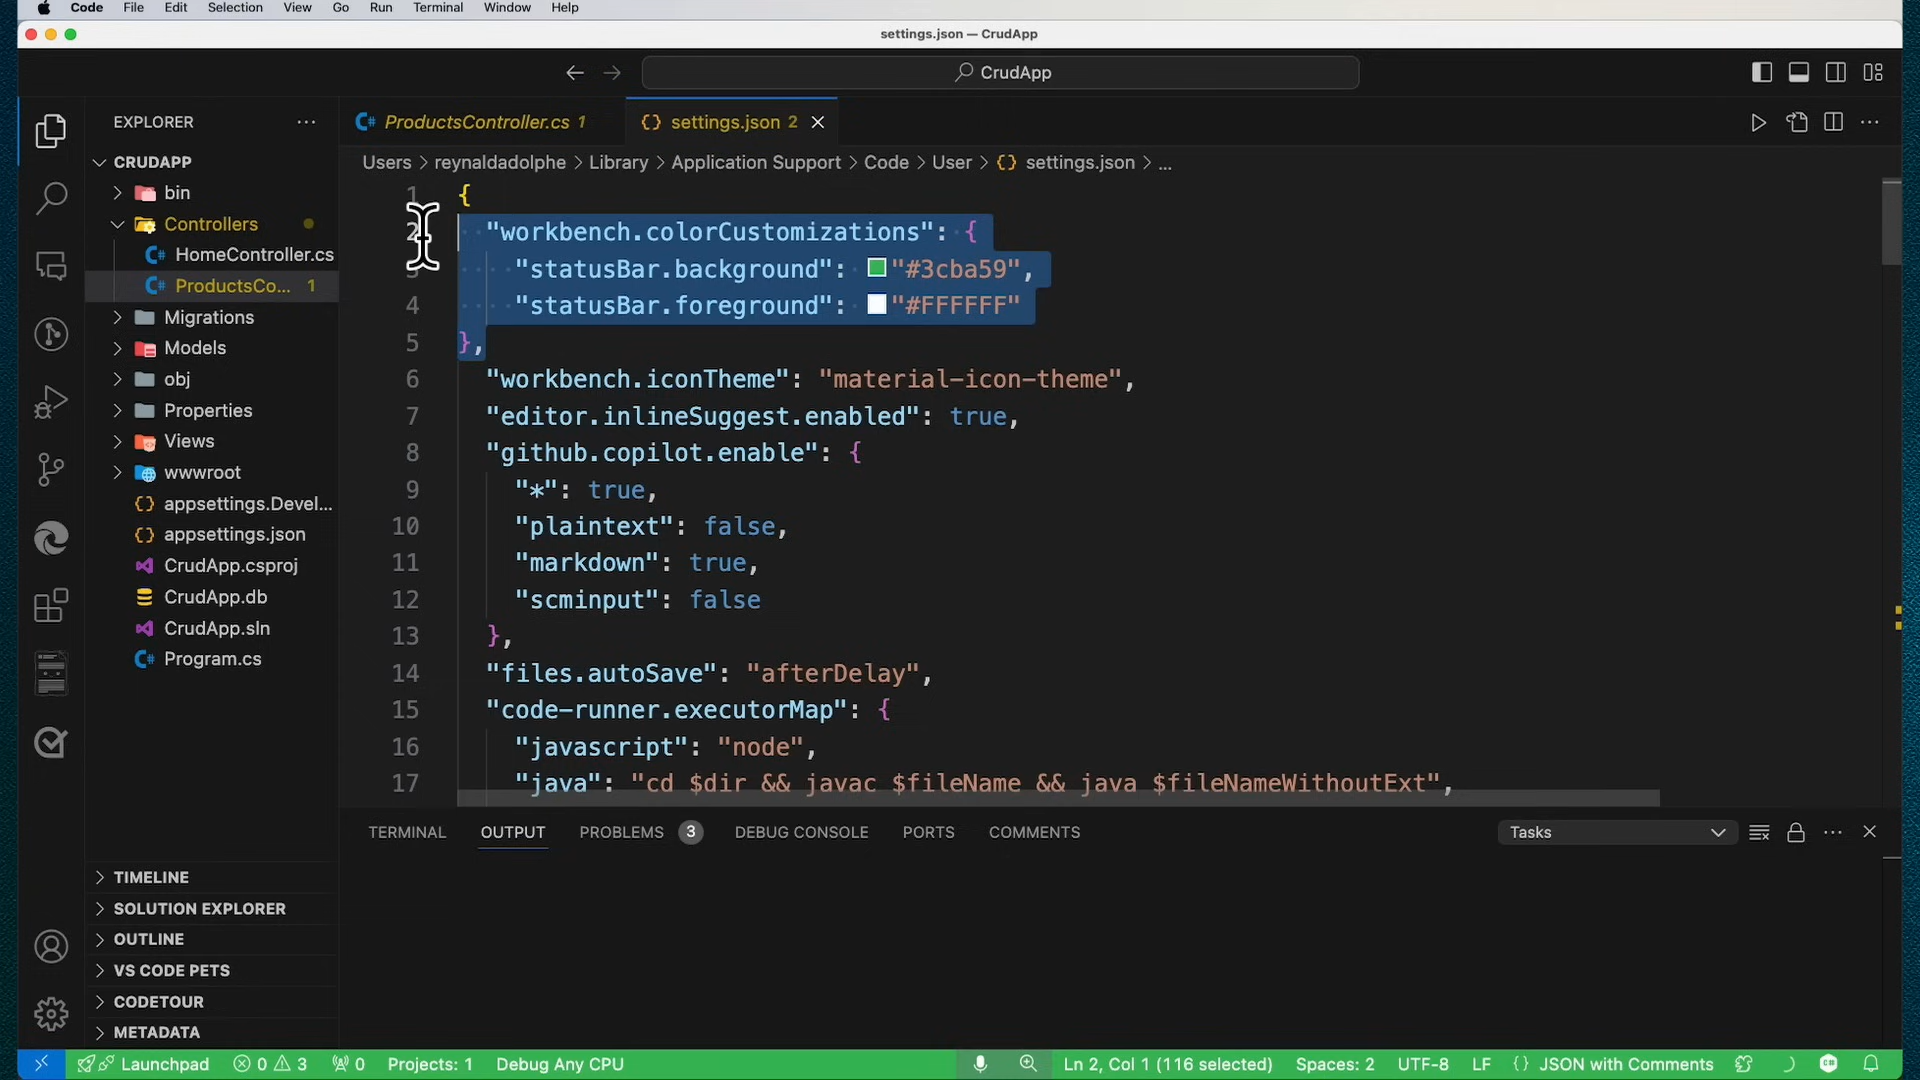 Code File Edit Selection View Go Run Terminal Window Help
settings.json — CrudApp
CrudApp
EXPLORER
ProductsController.cs 1
settings.json 2
CRUDAPP
Users > reynaldadolphe > Library > Application Support > Code > User > {} settings.json > ...
bin
Controllers
HomeController.cs
ProductsCo... 1
Migrations
Models
obj
Properties
Views
wwwroot
{} appsettings.Devel...
{} appsettings.json
CrudApp.csproj
CrudApp.db
CrudApp.sln
Program.cs
TIMELINE
SOLUTION EXPLORER
OUTLINE
VS CODE PETS
CODETOUR
METADATA
1 {
2 "workbench.colorCustomizations": {
3 "statusBar.background": "#3cba59",
4 "statusBar.foreground": "#FFFFFF"
5 },
6 "workbench.iconTheme": "material-icon-theme",
7 "editor.inlineSuggest.enabled": true,
8 "github.copilot.enable": {
9 "*": true,
10 "plaintext": false,
11 "markdown": true,
12 "scminput": false
13 },
14 "files.autoSave": "afterDelay",
15 "code-runner.executorMap": {
16 "javascript": "node",
17 "java": "cd $dir && javac $fileName && java $fileNameWithoutExt",
TERMINAL OUTPUT PROBLEMS 3 DEBUG CONSOLE PORTS COMMENTS
Tasks
Launchpad 0 3 0 Projects: 1 Debug Any CPU Ln 2, Col 1 (116 selected) Spaces: 2 UTF-8 LF {} JSON with Comments